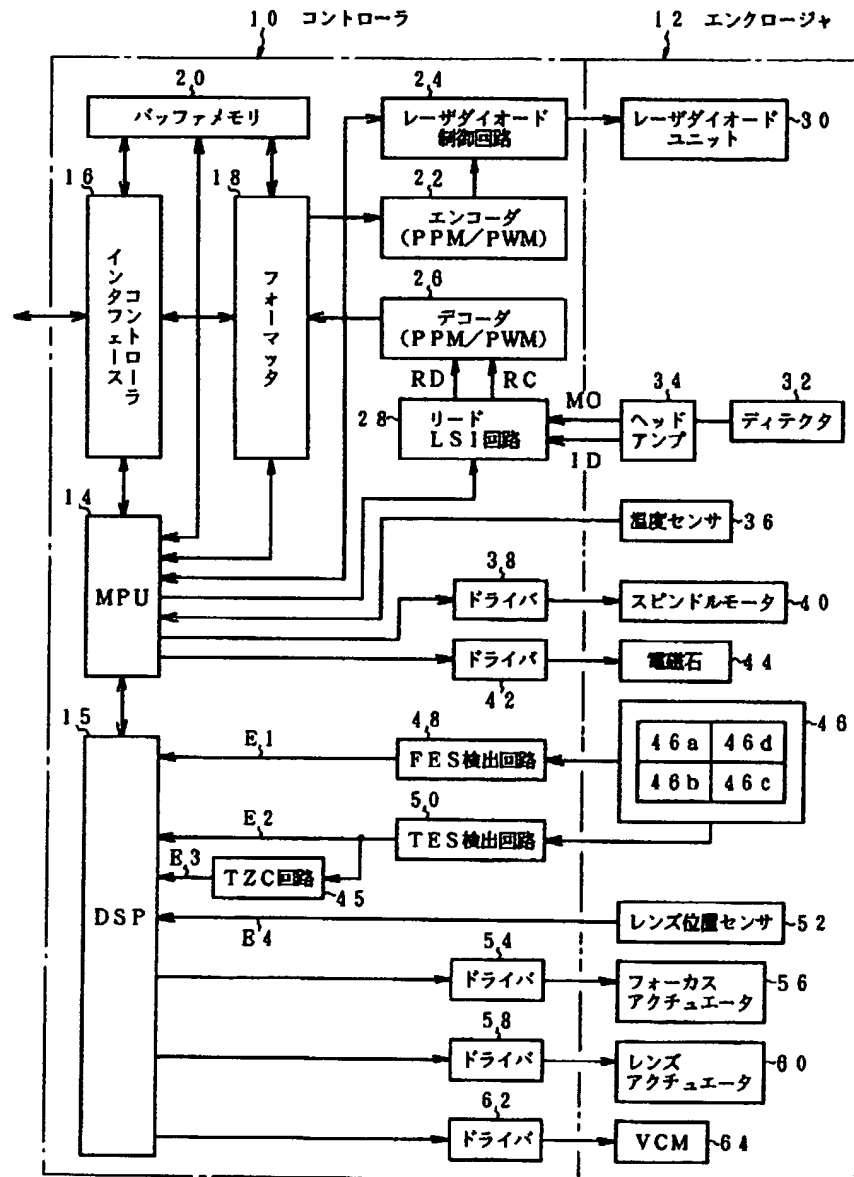 10 コントローラ
12 エンクロージャ
20
バッファメモリ
24
レーザダイオード
制御回路
レーザダイオード
ユニット
30
16
コントローラ
インタフェース
18
フォーマッタ
22
エンコーダ
(PPM/PWM)
26
デコーダ
(PPM/PWM)
RD
RC
28
リード
LSI回路
MO
ID
34
ヘッド
アンプ
32
ディテクタ
14
MPU
温度センサ
36
38
ドライバ
スピンドルモータ
40
ドライバ
42
電磁石
44
15
DSP
E1
48
FES検出回路
46
46a
46d
46b
46c
E2
50
TES検出回路
E3
TZC回路
45
E4
レンズ位置センサ
52
54
ドライバ
フォーカス
アクチュエータ
56
58
ドライバ
レンズ
アクチュエータ
60
62
ドライバ
VCM
64